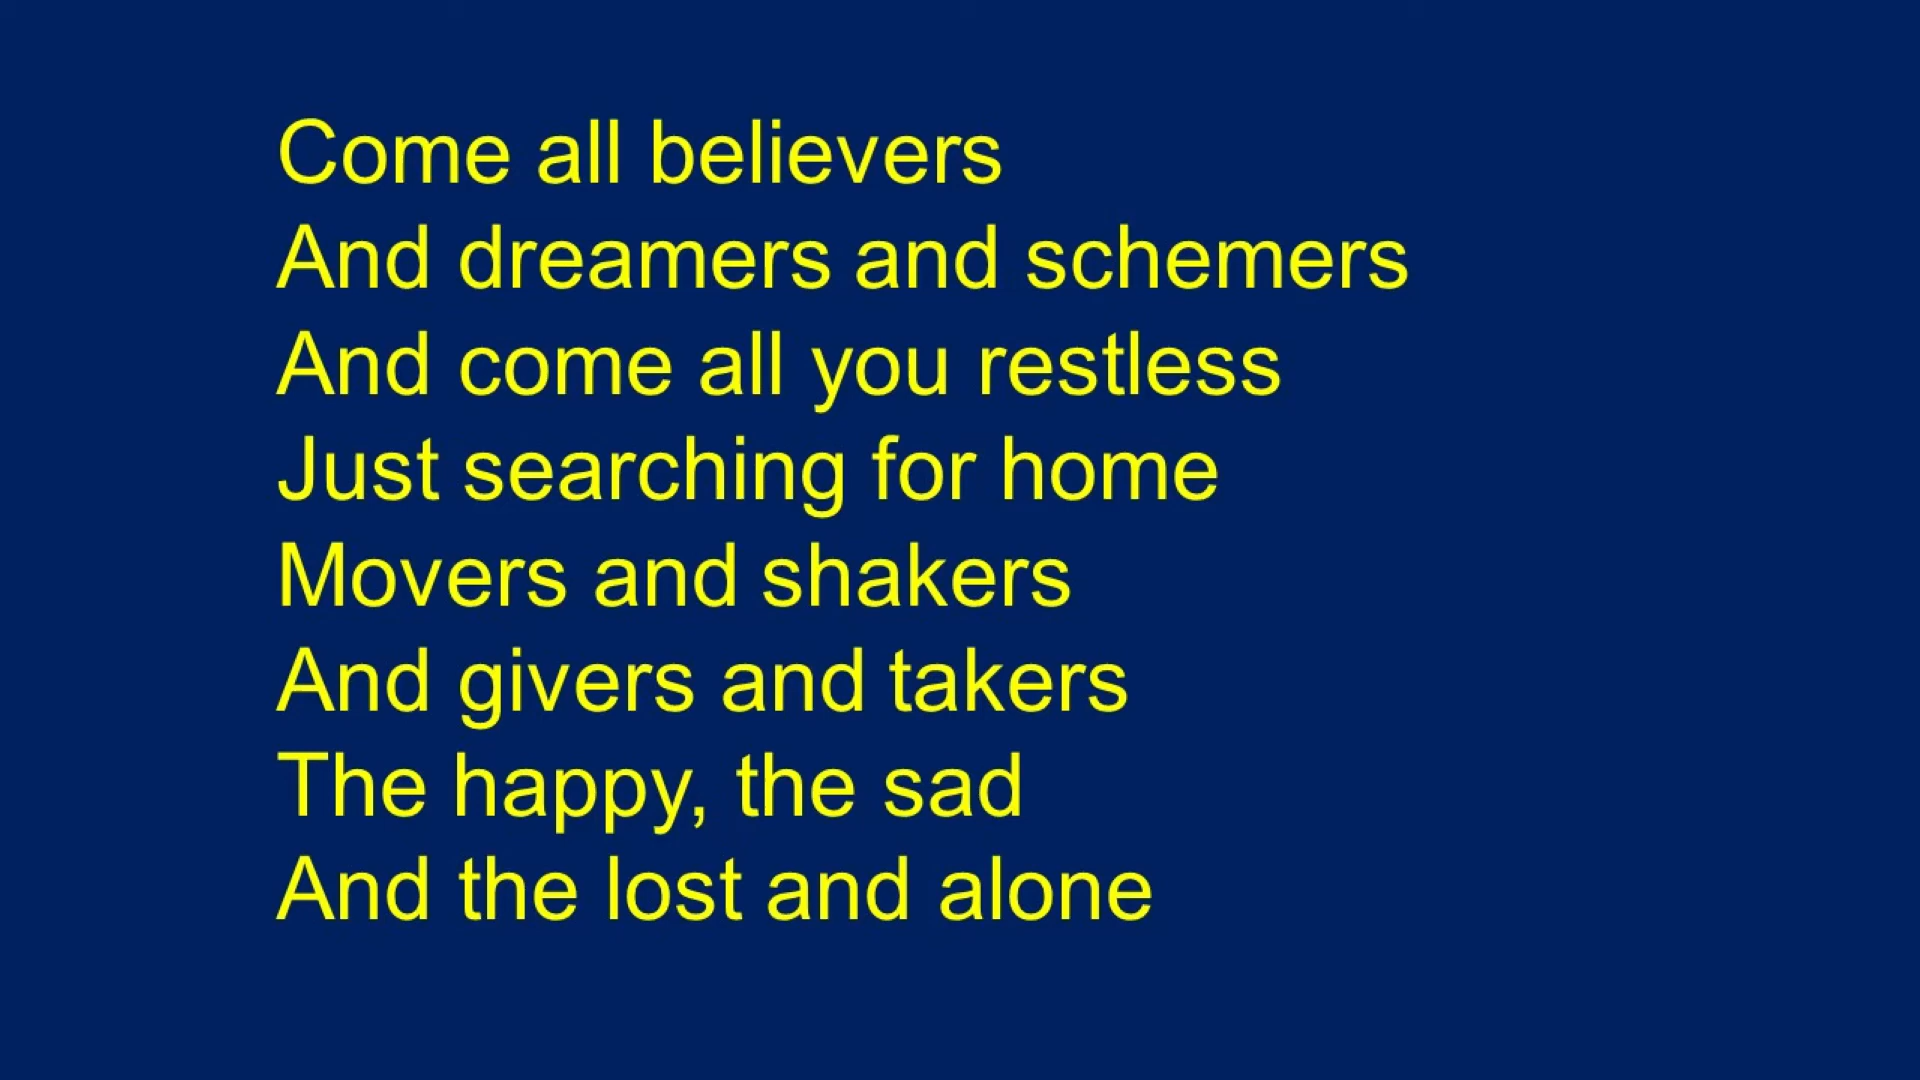 Come all believers
And dreamers and schemers
And come all you restless
Just searching for home
Movers and shakers
And givers and takers
The happy, the sad
And the lost and alone